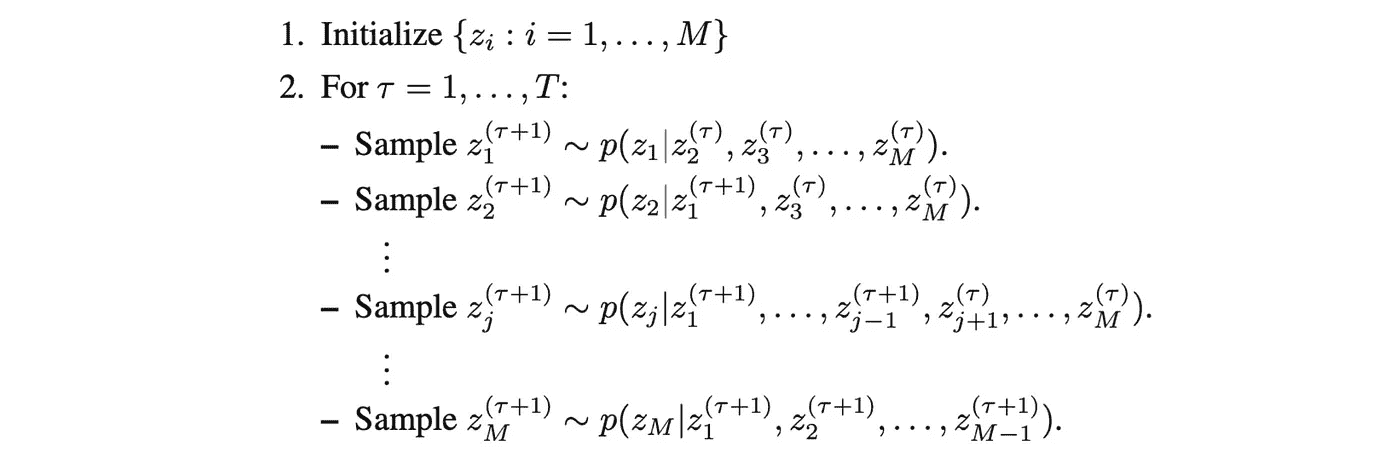 1. Initialize {z_i : i = 1, . . . , M}
2. For τ = 1, . . . , T:
– Sample z_1^{(τ+1)} ∼ p(z_1|z_2^{(τ)}, z_3^{(τ)}, . . . , z_M^{(τ)}).
– Sample z_2^{(τ+1)} ∼ p(z_2|z_1^{(τ+1)}, z_3^{(τ)}, . . . , z_M^{(τ)}).
⋮
– Sample z_j^{(τ+1)} ∼ p(z_j|z_1^{(τ+1)}, . . . , z_{j−1}^{(τ+1)}, z_{j+1}^{(τ)}, . . . , z_M^{(τ)}).
⋮
– Sample z_M^{(τ+1)} ∼ p(z_M|z_1^{(τ+1)}, z_2^{(τ+1)}, . . . , z_{M−1}^{(τ+1)}).